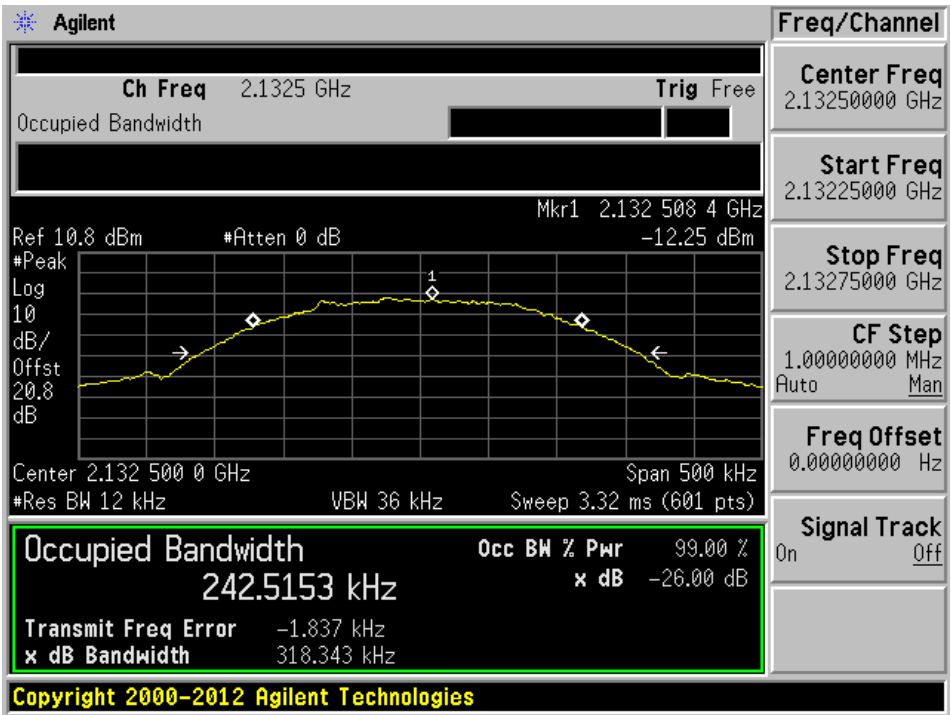 Agilent
Freq/Channel
Ch Freq 2.1325 GHz Trig Free
Occupied Bandwidth
Mkr1 2.132 508 4 GHz
Ref 10.8 dBm #Atten 0 dB -12.25 dBm
#Peak
Log
10
dB/
Offst
20.8
dB
1
Center 2.132 500 0 GHz Span 500 kHz
#Res BW 12 kHz VBW 36 kHz Sweep 3.32 ms (601 pts)
Occupied Bandwidth
242.5153 kHz
Occ BW % Pwr 99.00 %
x dB -26.00 dB
Transmit Freq Error -1.837 kHz
x dB Bandwidth 318.343 kHz
Center Freq
2.13250000 GHz
Start Freq
2.13225000 GHz
Stop Freq
2.13275000 GHz
CF Step
1.00000000 MHz
Auto Man
Freq Offset
0.00000000 Hz
Signal Track
On Off
Copyright 2000-2012 Agilent Technologies